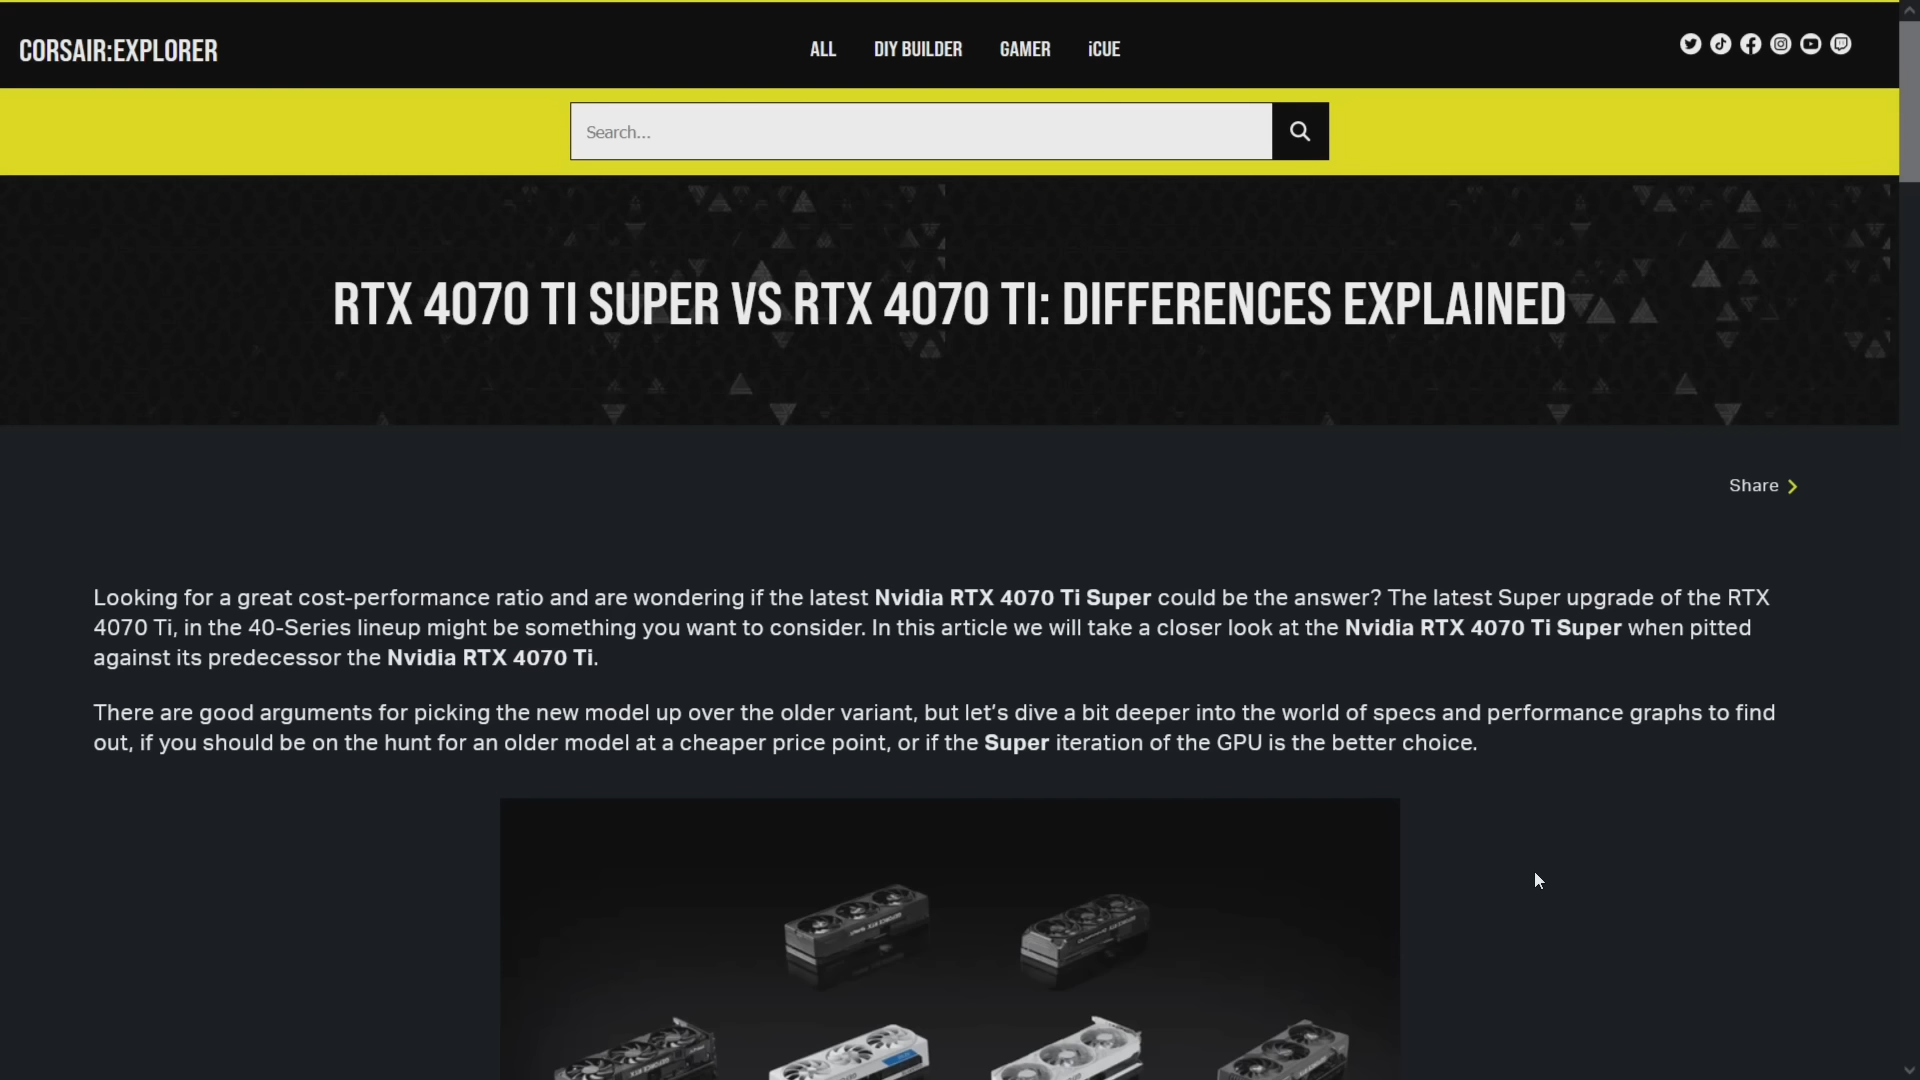 CORSAIR:EXPLORER
ALL DIY BUILDER GAMER iCUE
Search...
RTX 4070 TI SUPER VS RTX 4070 TI: DIFFERENCES EXPLAINED
Share
Looking for a great cost-performance ratio and are wondering if the latest Nvidia RTX 4070 Ti Super could be the answer? The latest Super upgrade of the RTX
4070 Ti, in the 40-Series lineup might be something you want to consider. In this article we will take a closer look at the Nvidia RTX 4070 Ti Super when pitted
against its predecessor the Nvidia RTX 4070 Ti.
There are good arguments for picking the new model up over the older variant, but let's dive a bit deeper into the world of specs and performance graphs to find
out, if you should be on the hunt for an older model at a cheaper price point, or if the Super iteration of the GPU is the better choice.